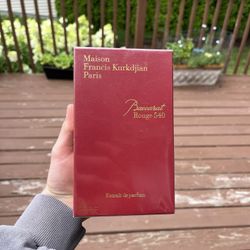 Maison
Francis Kurkdjian
Paris
Baccarat
Rouge 540
Extrait de parfum